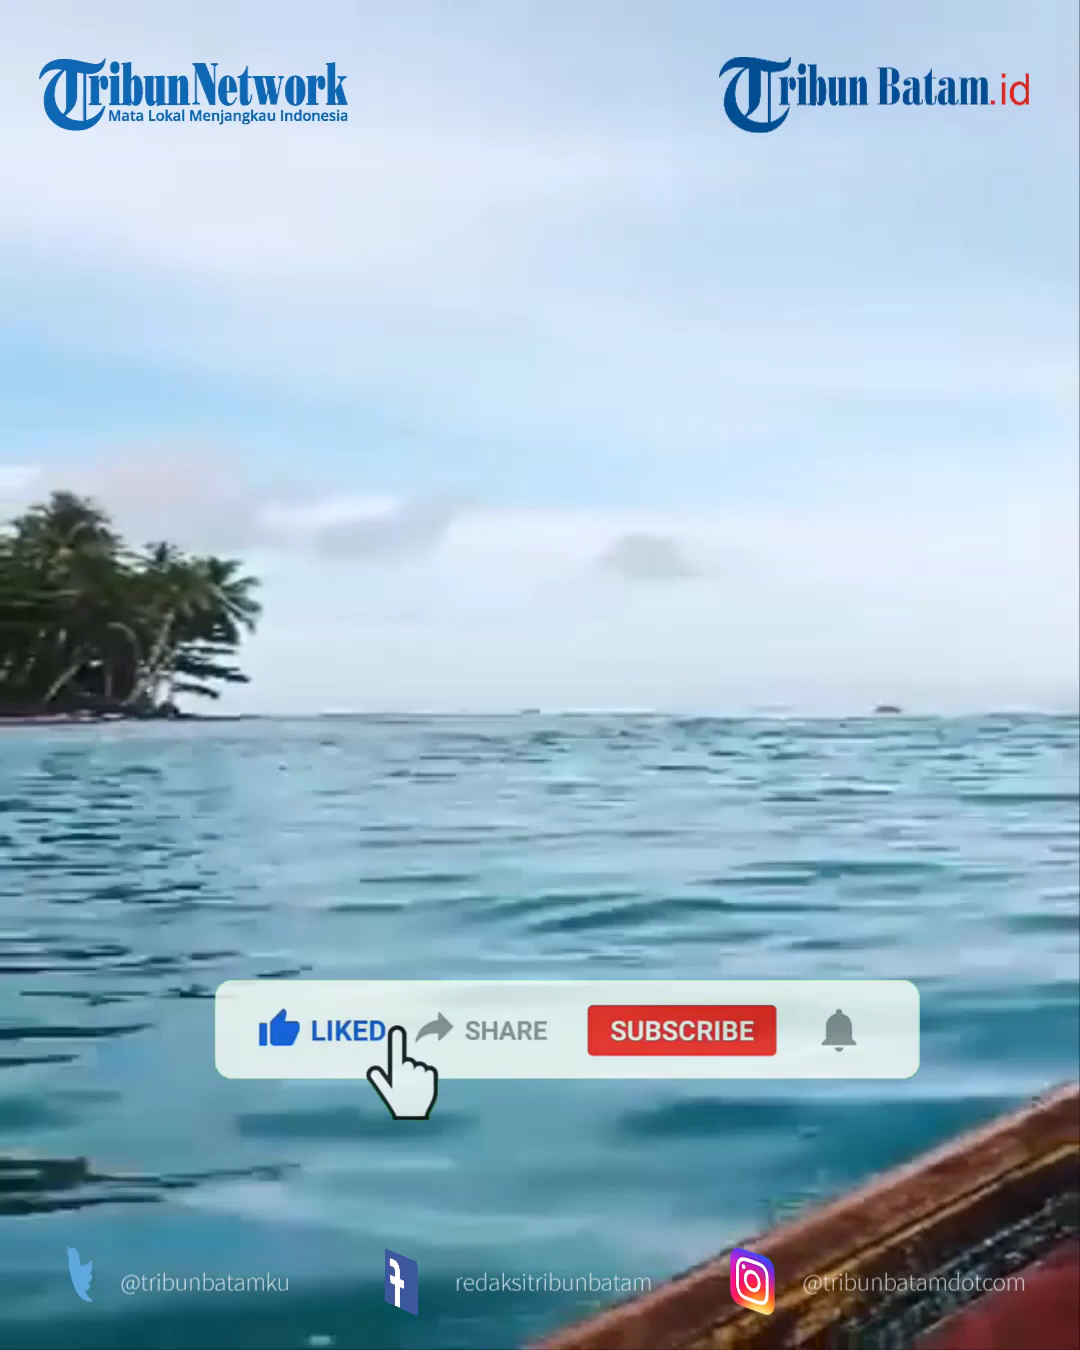 TribunNetwork
Mata Lokal Menjangkau Indonesia
Tribun Batam.id
LIKED
SHARE
SUBSCRIBE
@tribunbatamku
redaksitribunbatam
@tribunbatamdotcom